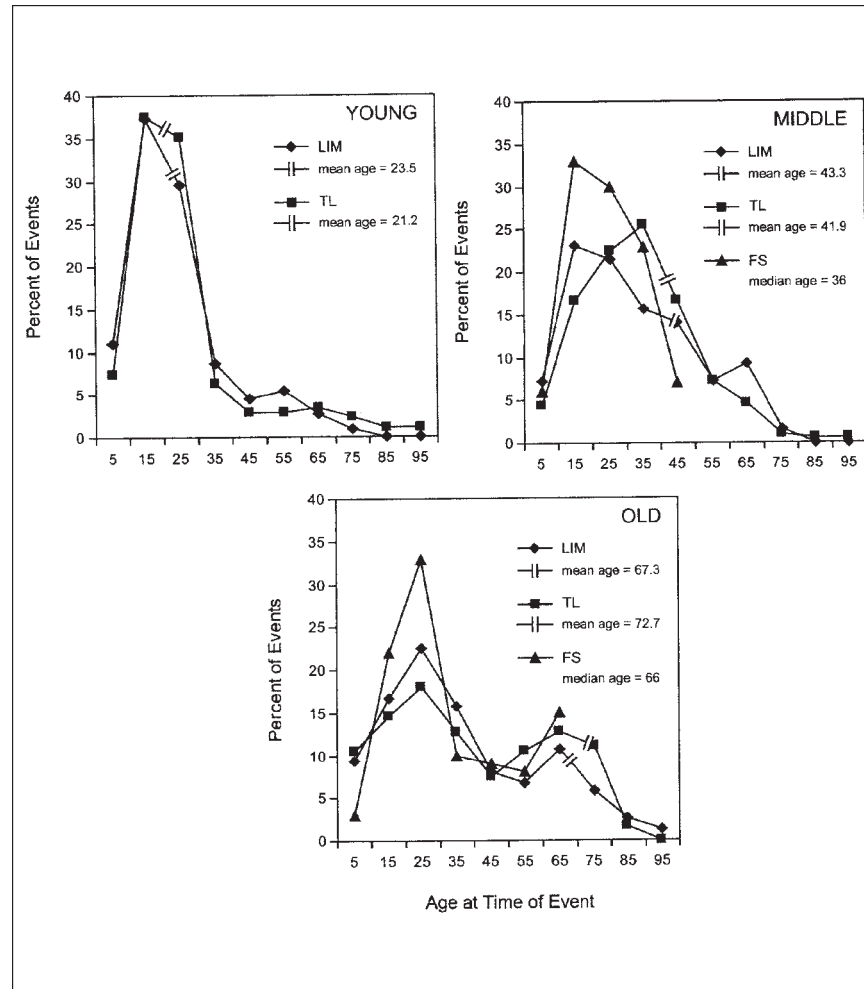 40
35
30
25
20
15
10
5
0
Percent of Events
YOUNG
LIM
mean age = 23.5
TL
mean age = 21.2
5 15 25 35 45 55 65 75 85 95
40
35
30
25
20
15
10
5
0
Percent of Events
MIDDLE
LIM
mean age = 43.3
TL
mean age = 41.9
FS
median age = 36
5 15 25 35 45 55 65 75 85 95
40
35
30
25
20
15
10
5
0
Percent of Events
OLD
LIM
mean age = 67.3
TL
mean age = 72.7
FS
median age = 66
5 15 25 35 45 55 65 75 85 95
Age at Time of Event